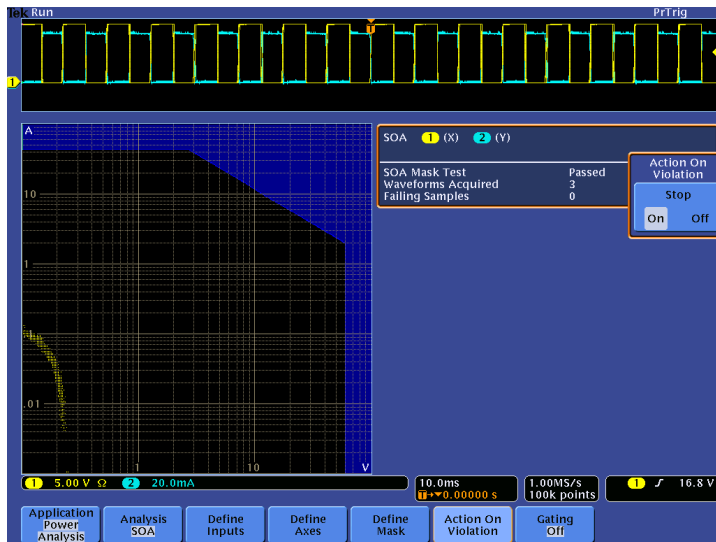 Tek Run PrTrig
T
1
A
10
1
.1
.01
1 10 V
SOA 1 (X) 2 (Y)
SOA Mask Test Passed
Waveforms Acquired 3
Failing Samples 0
Action On
Violation
Stop
On Off
1 5.00 V Ω 2 20.0mA
10.0ms
T→▼0.00000 s
1.00MS/s
100k points
1 ƒ 16.8 V
Application
Power
Analysis
Analysis
SOA
Define
Inputs
Define
Axes
Define
Mask
Action On
Violation
Gating
Off